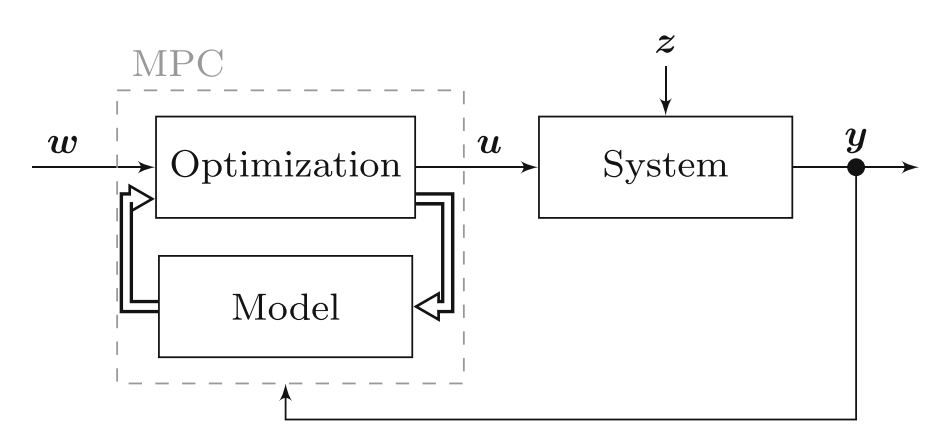 MPC
z
w
Optimization
u
System
y
Model